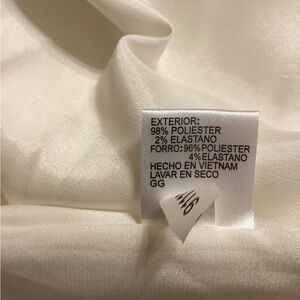 EXTERIOR:
98% POLIESTER
2% ELASTANO
FORRO: 96% POLIESTER
4% ELASTANO
HECHO EN VIETNAM
LAVAR EN SECO
GG